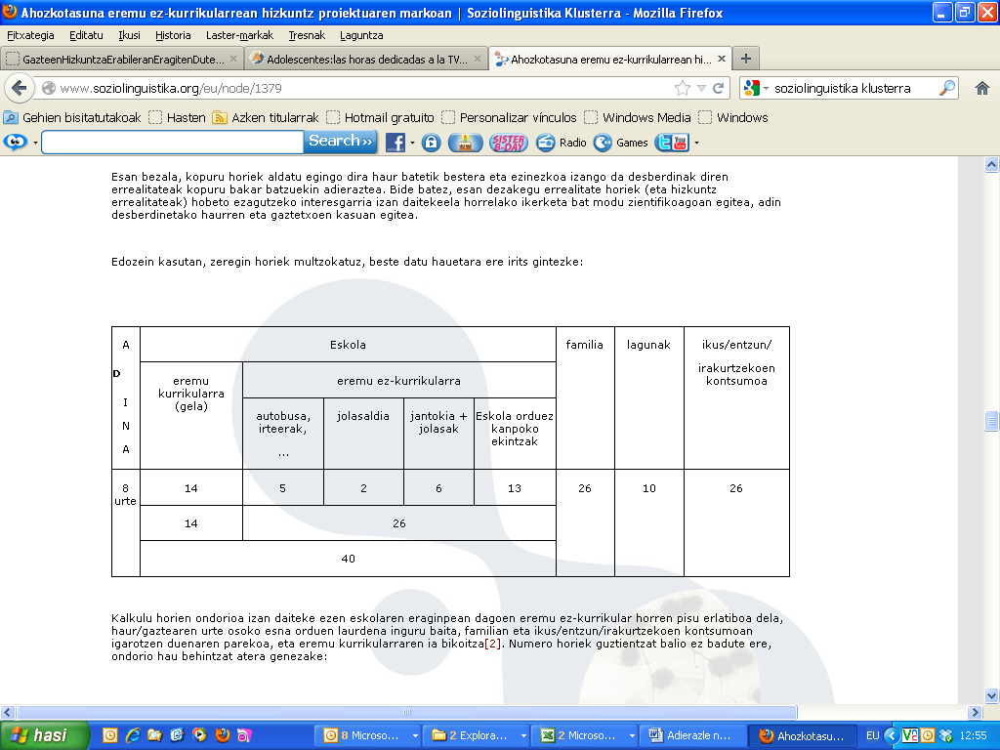 Ahozkotasuna eremu ez-kurrikularrean hizkuntz proiektuaren markoan | Soziolinguistika Klusterra - Mozilla Firefox
Fitxategia Editatu Ikusi Historia Laster-markak Tresnak Laguntza
GazteenHizkuntzaErabileranEragitenDute... Adolescentes:las horas dedicadas a la TV... Ahozkotasuna eremu ez-kurrikularrean hi...
www.soziolinguistika.org/eu/node/1379 soziolinguistika klusterra
Gehien bisitatutakoak Hasten Azken titularrak Hotmail gratuito Personalizar vínculos Windows Media Windows
Search >> SISTER B-DAY Radio Games
Esan bezala, kopuru horiek aldatu egingo dira haur batetik bestera eta ezinezkoa izango da desberdinak diren
errealitateak kopuru bakar batzuekin adieraztea. Bide batez, esan dezakegu errealitate horiek (eta hizkuntz
errealitateak) hobeto ezagutzeko interesgarria izan daitekeela horrelako ikerketa bat modu zientifikoagoan egitea, adin
desberdinetako haurren eta gaztetxoen kasuan egitea.
Edozein kasutan, zeregin horiek multzokatuz, beste datu hauetara ere irits gintezke:
A
D
I
N
A
Eskola
familia
lagunak
ikus/entzun/
irakurtzekoen
kontsumoa
eremu
kurrikularra
(gela)
eremu ez-kurrikularra
autobusa,
irteerak,
...
jolasaldia
jantokia +
jolasak
Eskola orduez
kanpoko
ekintzak
8
urte
14 5 2 6 13 26 10 26
14 26
40
Kalkulu horien ondorioa izan daiteke ezen eskolaren eraginpean dagoen eremu ez-kurrikular horren pisu erlatiboa dela,
haur/gaztearen urte osoko esna orduen laurdena inguru baita, familian eta ikus/entzun/irakurtzekoen kontsumoan
igarotzen duenaren parekoa, eta eremu kurrikularraren ia bikoitza[2]. Numero horiek guztientzat balio ez badute ere,
ondorio hau behintzat atera genezake:
hasi 8 Microso... 2 Explora... 2 Microso... Adierazle n... Ahozkotasu... EU 12:55